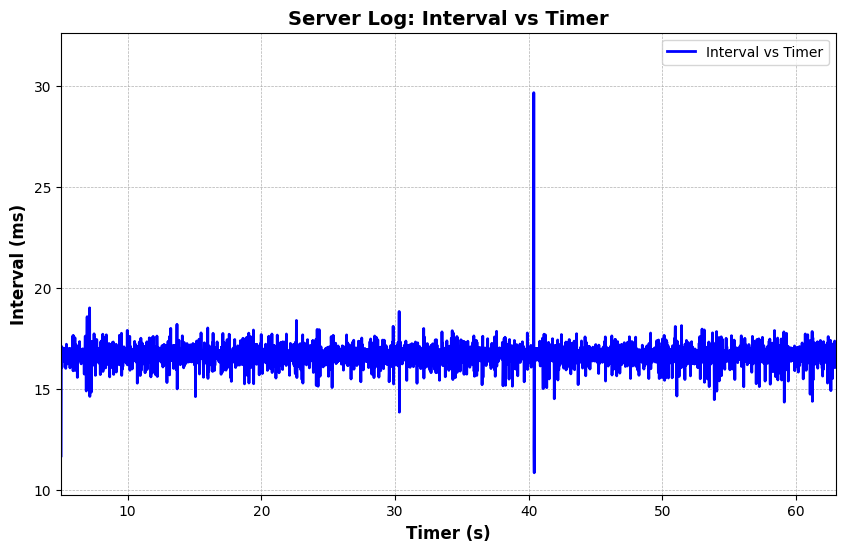 Server Log: Interval vs Timer
Interval vs Timer
Interval (ms)
30
25
20
15
10
10 20 30 40 50 60
Timer (s)